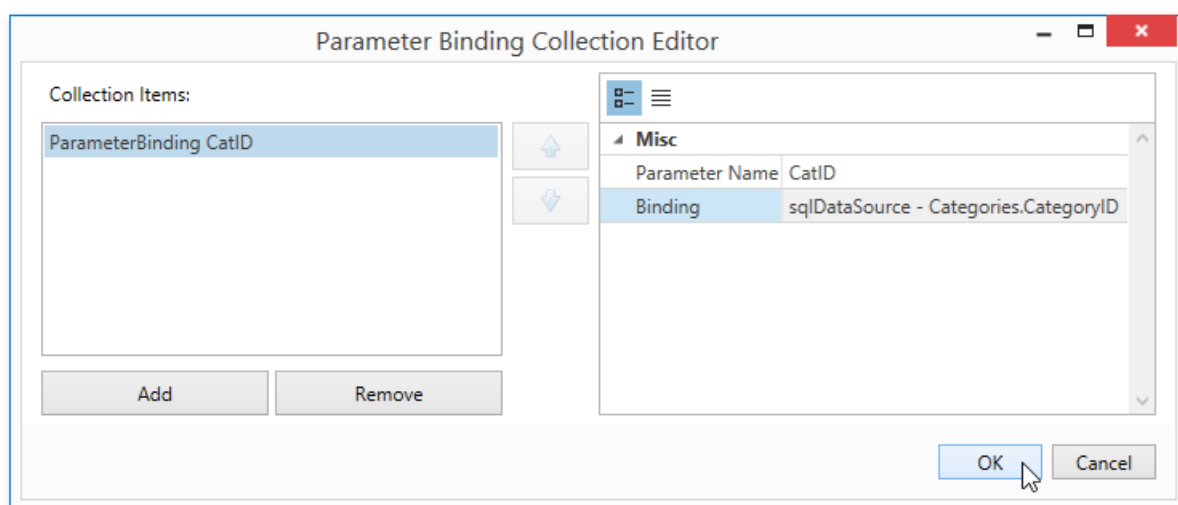 Parameter Binding Collection Editor
Collection Items:
ParameterBinding CatID
Misc
Parameter Name CatID
Binding sqlDataSource - Categories.CategoryID
Add Remove
OK Cancel